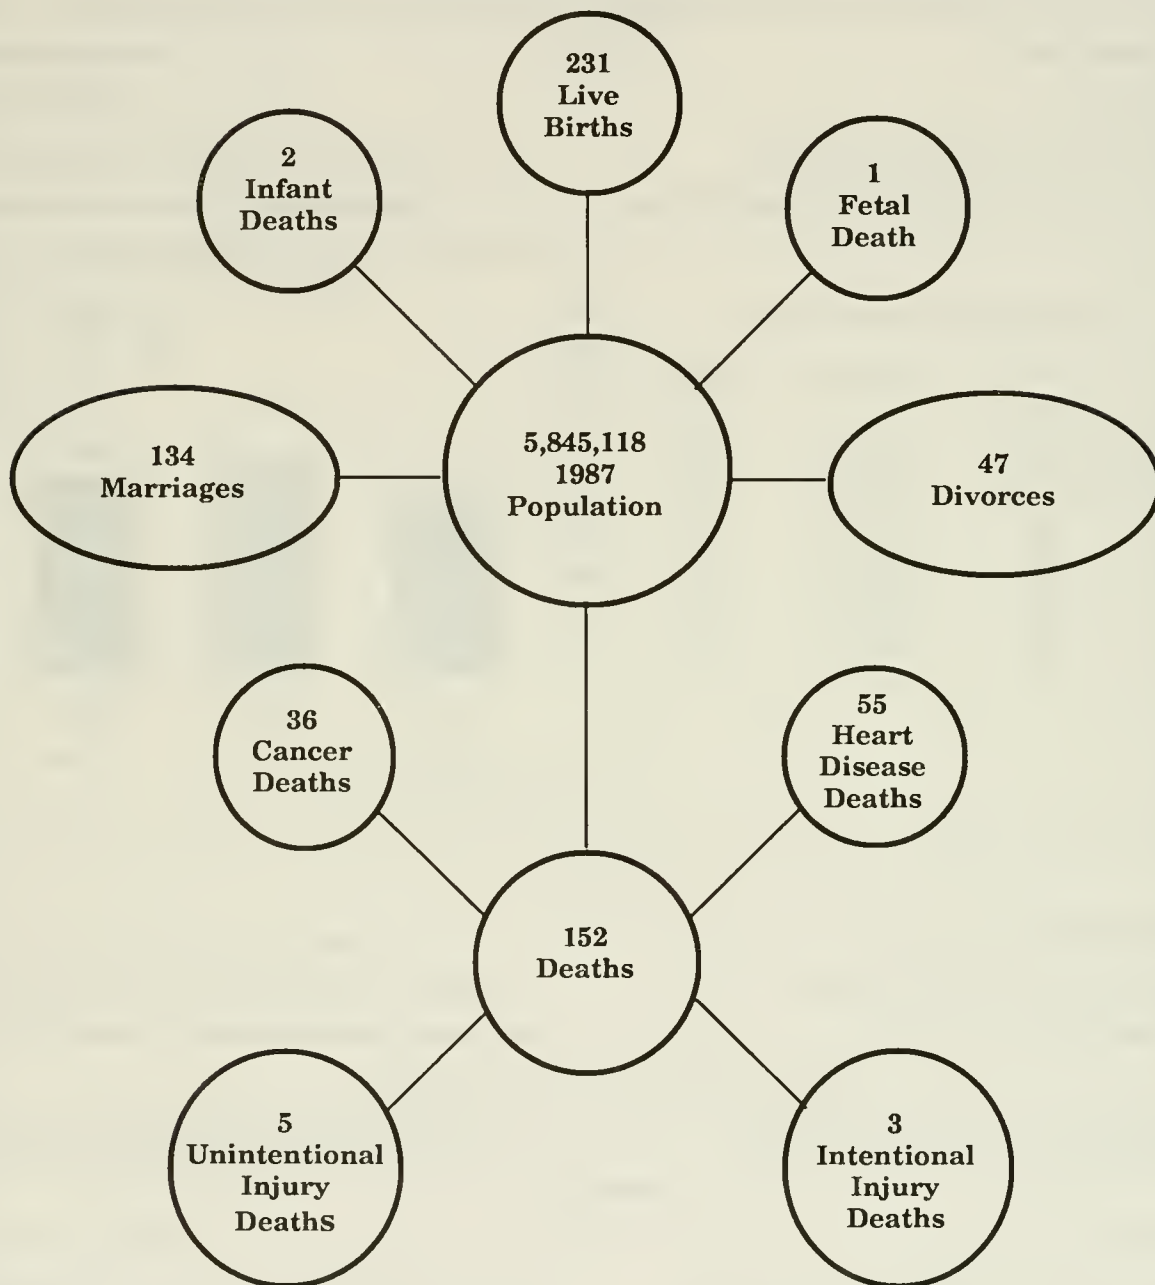 231
Live
Births
2
Infant
Deaths
1
Fetal
Death
134
Marriages
5,845,118
1987
Population
47
Divorces
36
Cancer
Deaths
55
Heart
Disease
Deaths
152
Deaths
5
Unintentional
Injury
Deaths
3
Intentional
Injury
Deaths